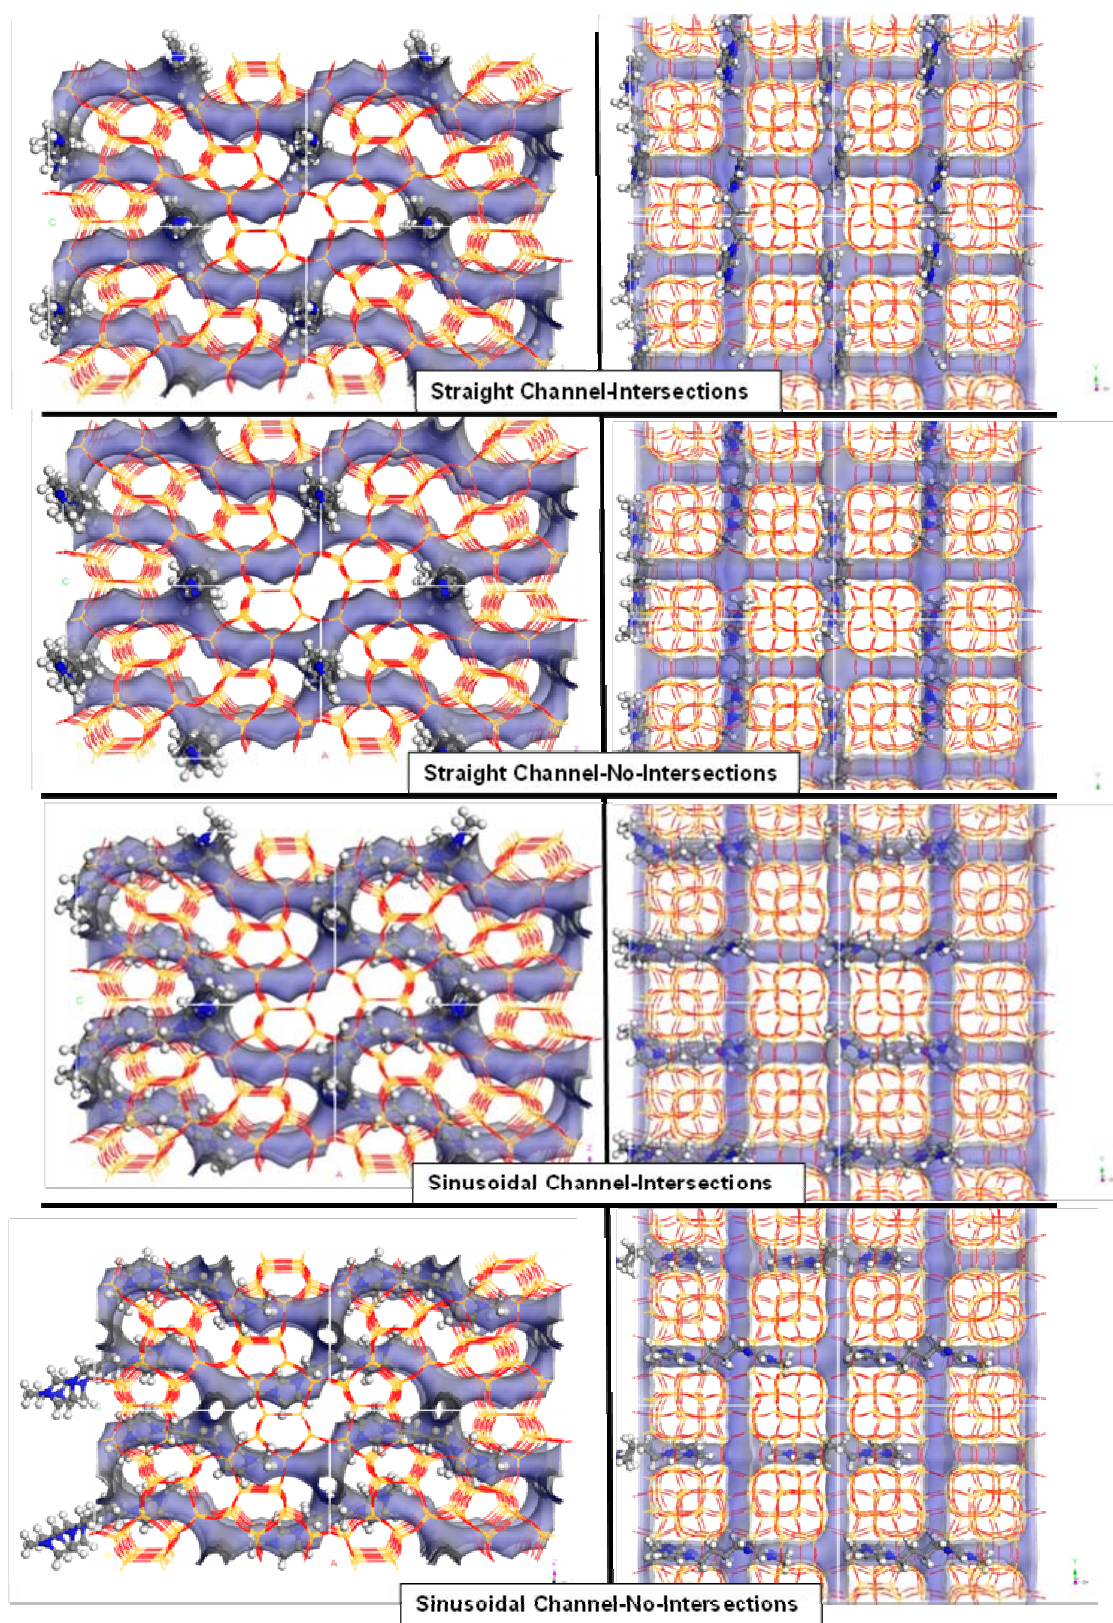 C
A
Straight Channel-Intersections
Y
C
A
Z
Straight Channel-No-Intersections
Y
C
A
Z
Sinusoidal Channel-Intersections
Y
A
Z
Sinusoidal Channel-No-Intersections
Y